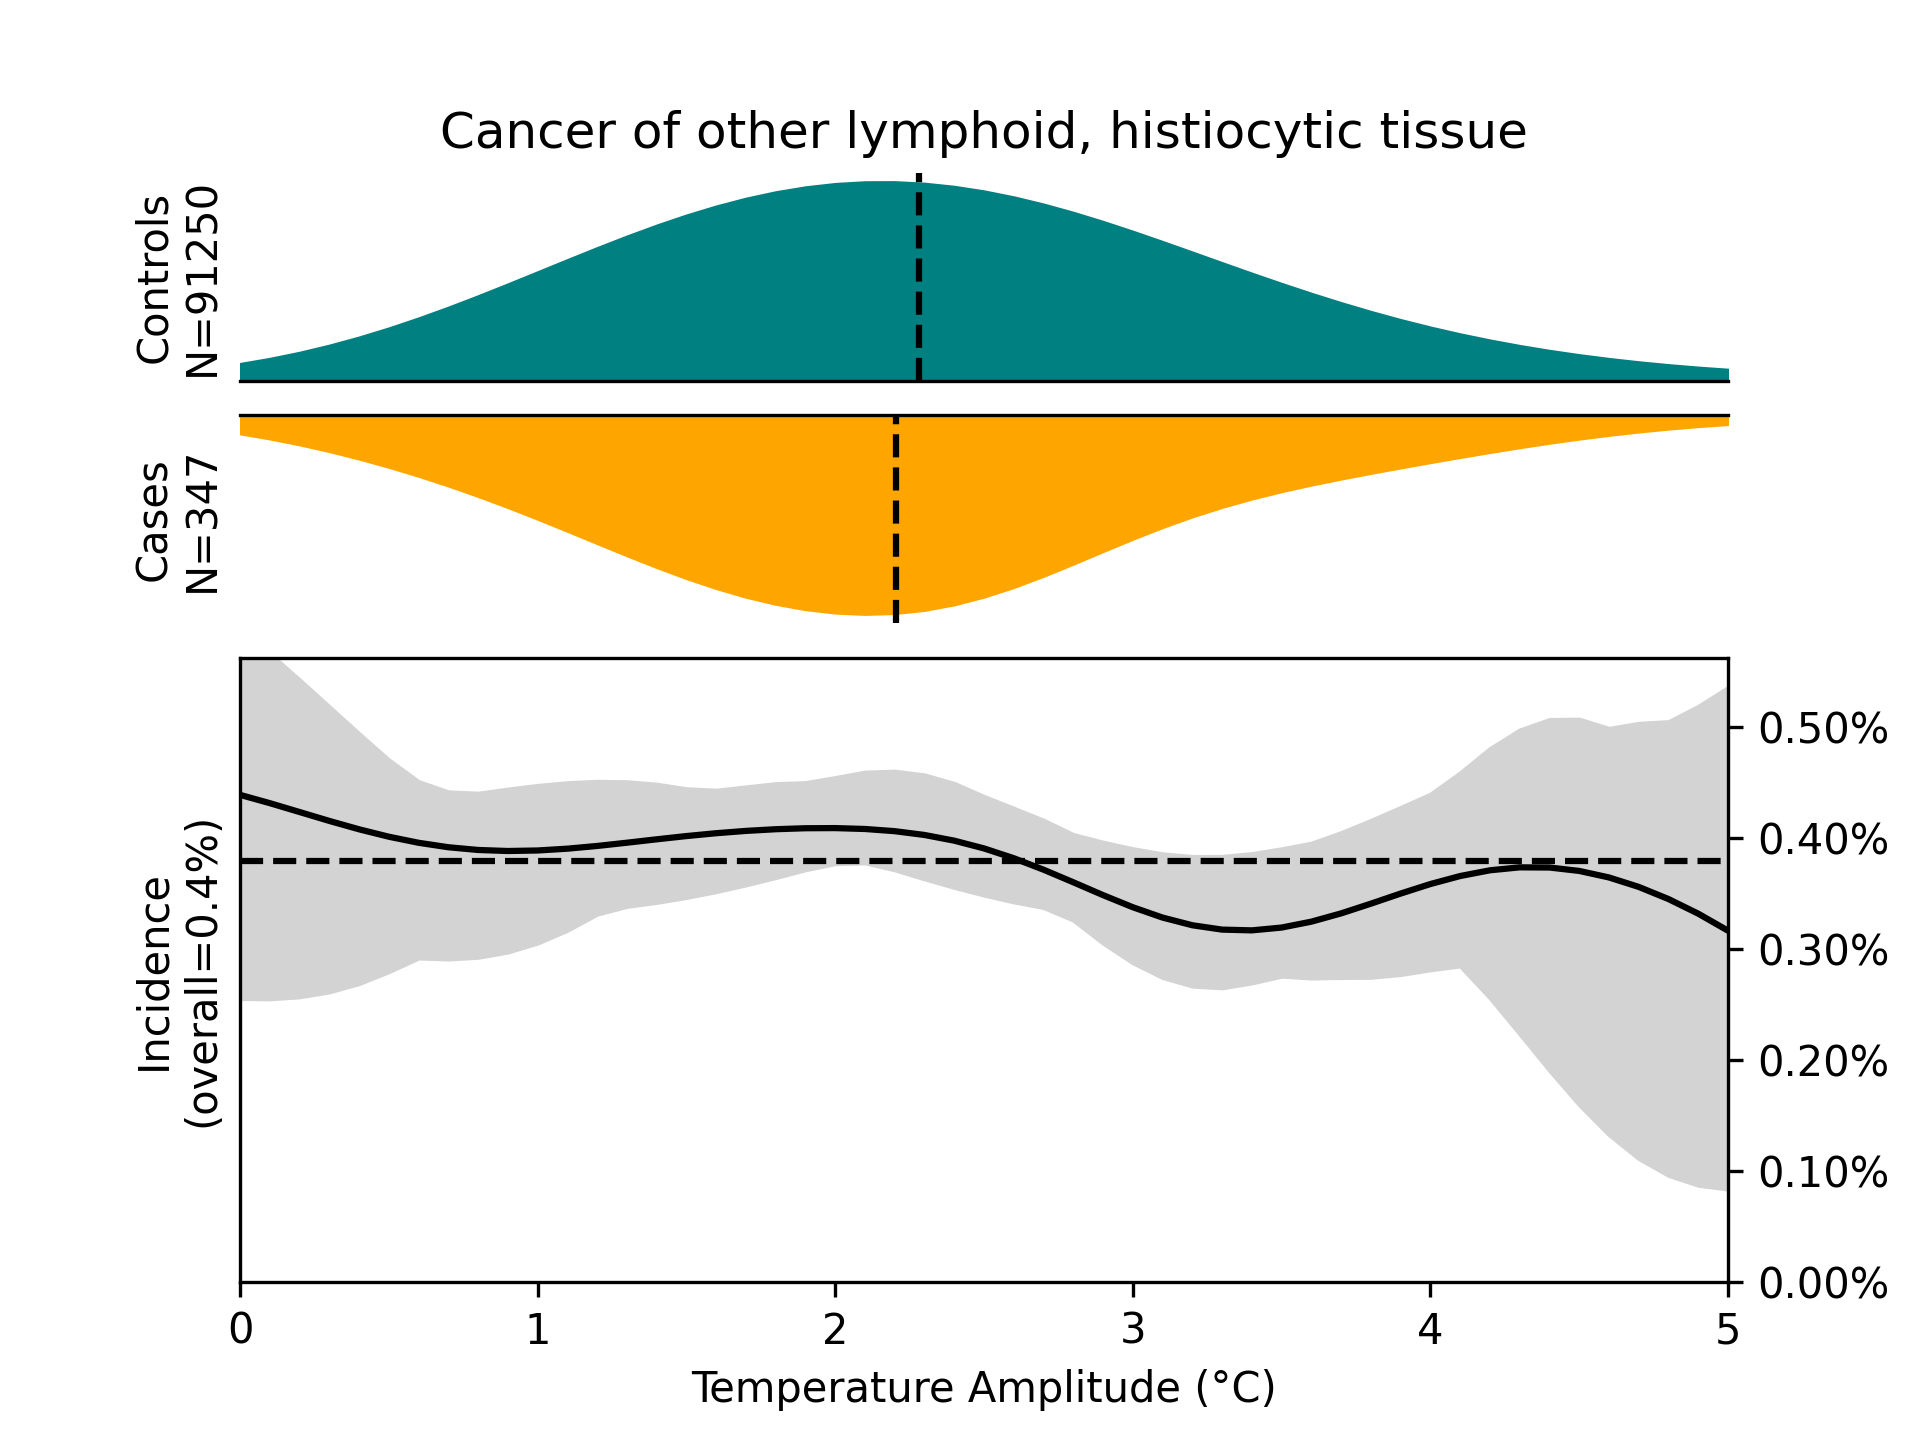 Cancer of other lymphoid, histiocytic tissue
Controls
N=91250
Cases
N=347
Incidence
(overall=0.4%)
0.50%
0.40%
0.30%
0.20%
0.10%
0.00%
0 1 2 3 4 5
Temperature Amplitude (°C)